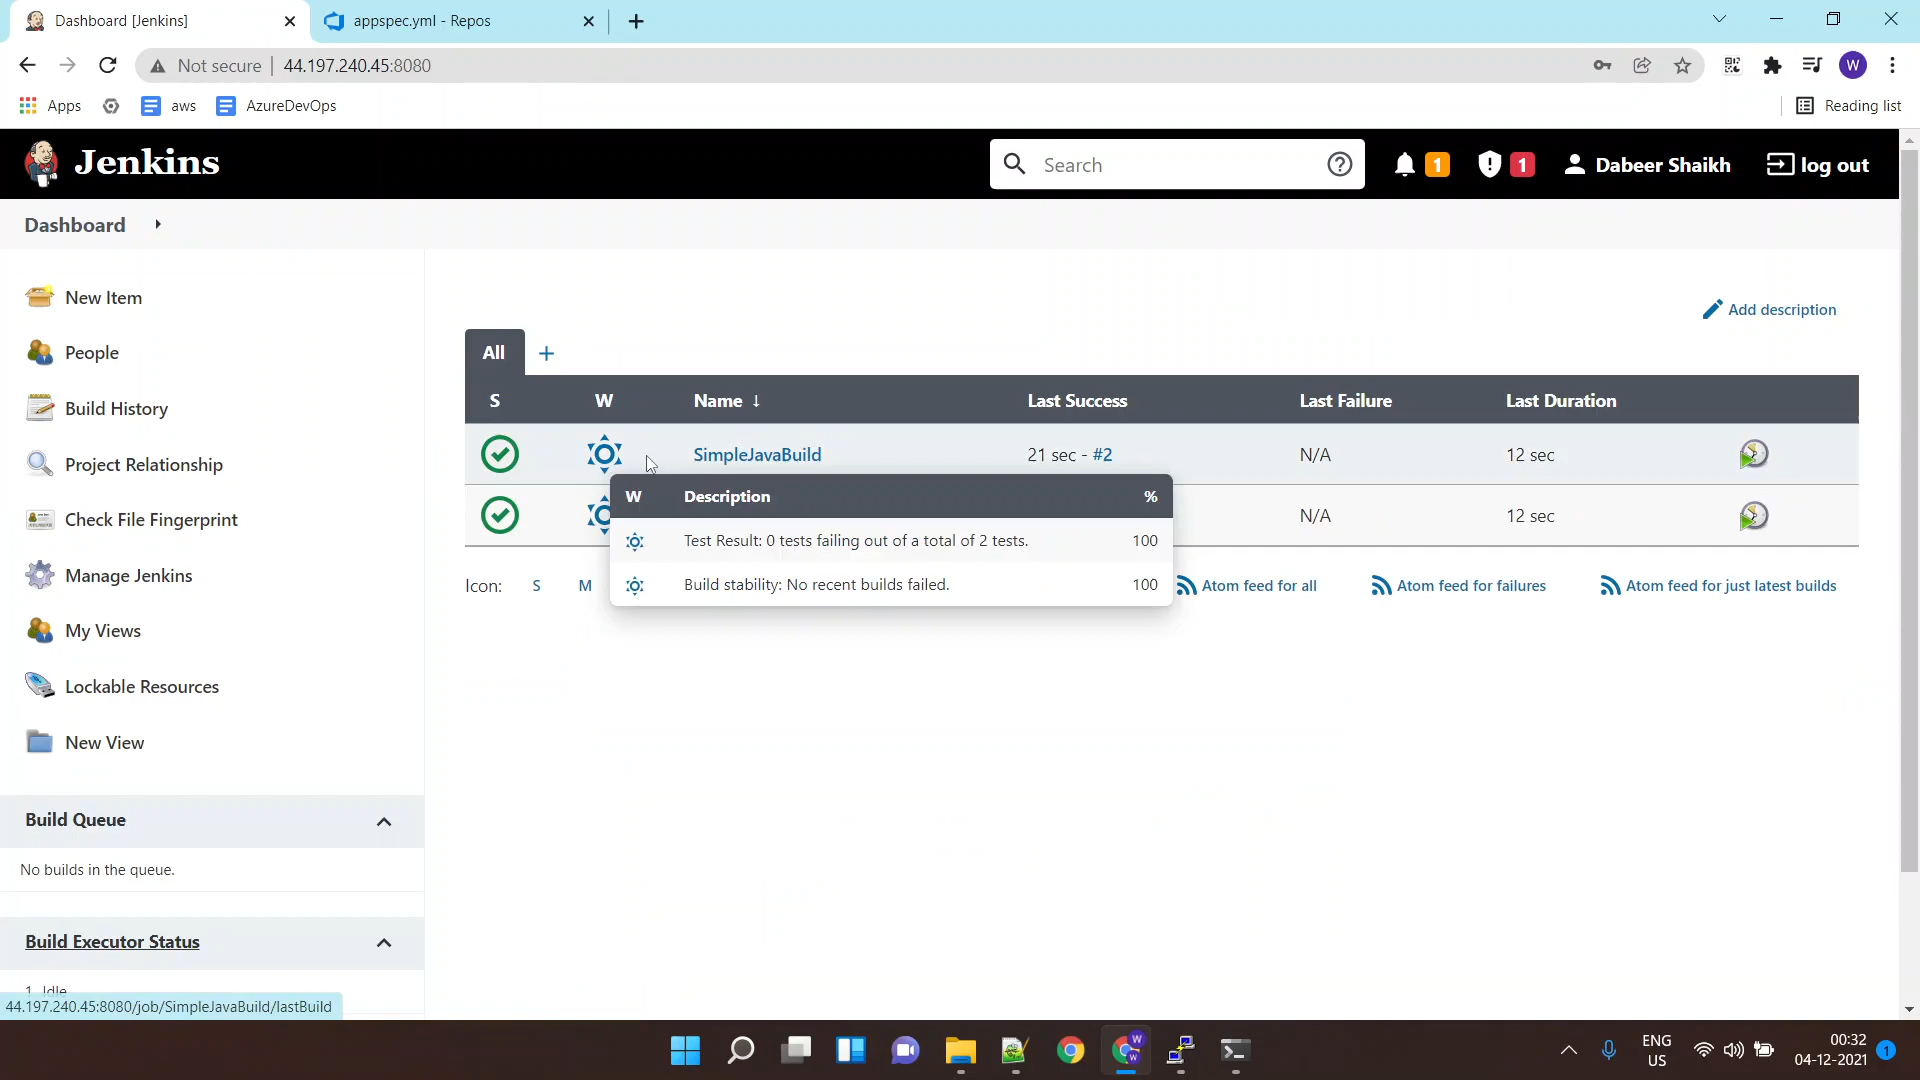 Dashboard [Jenkins]
appspec.yml - Repos
Not secure | 44.197.240.45:8080
W
Apps
aws
AzureDevOps
Reading list
Jenkins
Search
1
1
Dabeer Shaikh
log out
Dashboard
New Item
People
Build History
Project Relationship
Check File Fingerprint
Manage Jenkins
My Views
Lockable Resources
New View
Build Queue
No builds in the queue.
Build Executor Status
1 Idle
44.197.240.45:8080/job/SimpleJavaBuild/lastBuild
Add description
All +
S W Name ↓ Last Success Last Failure Last Duration
SimpleJavaBuild 21 sec - #2 N/A 12 sec
W Description %
N/A 12 sec
Test Result: 0 tests failing out of a total of 2 tests. 100
Build stability: No recent builds failed. 100
Icon: S M
Atom feed for all
Atom feed for failures
Atom feed for just latest builds
W
W
ENG
US
00:32
04-12-2021
1